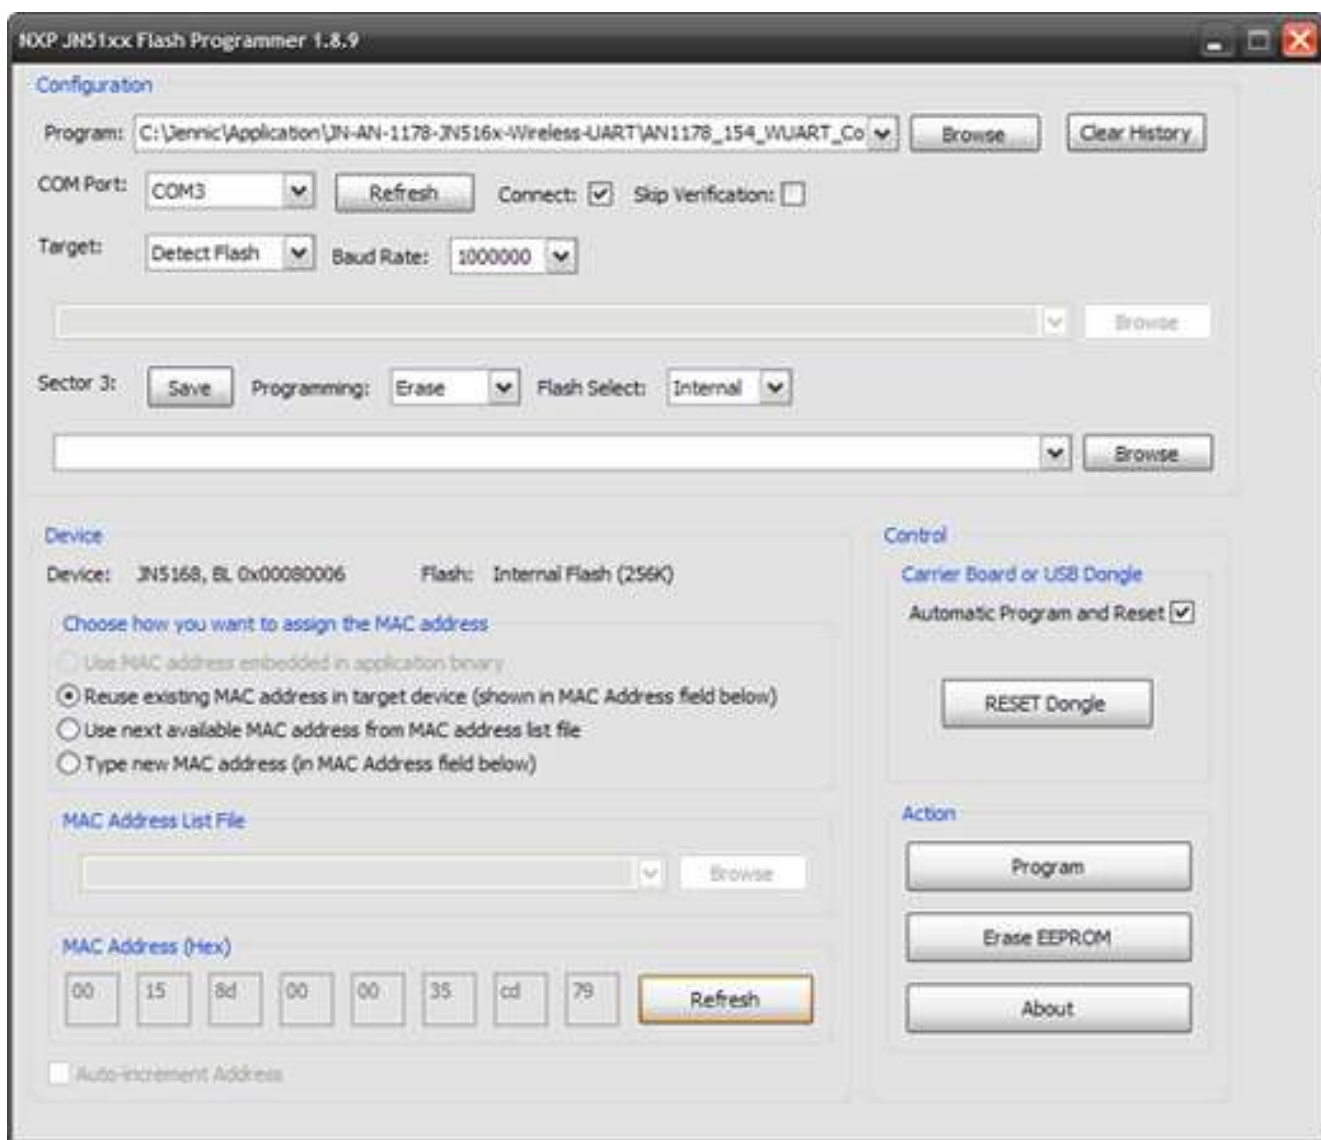 NXP JN51xx Flash Programmer 1.8.9
Configuration
Program: C:\Jennic\Application\JN-AN-1178-JN516x-Wireless-UART\AN1178_154_WUART_Co Browse Clear History
COM Port: COM3 Refresh Connect: Skip Verification:
Target: Detect Flash Baud Rate: 1000000
Browse
Sector 3: Save Programming: Erase Flash Select: Internal
Browse
Device
Device: JN5168, BL 0x00080006 Flash: Internal Flash (256K)
Choose how you want to assign the MAC address
Use MAC address embedded in application binary
Reuse existing MAC address in target device (shown in MAC Address field below)
Use next available MAC address from MAC address list file
Type new MAC address (in MAC Address field below)
MAC Address List File
Browse
MAC Address (Hex)
00 15 8d 00 00 35 cd 79 Refresh
Auto-increment Address
Control
Carrier Board or USB Dongle
Automatic Program and Reset
RESET Dongle
Action
Program
Erase EEPROM
About